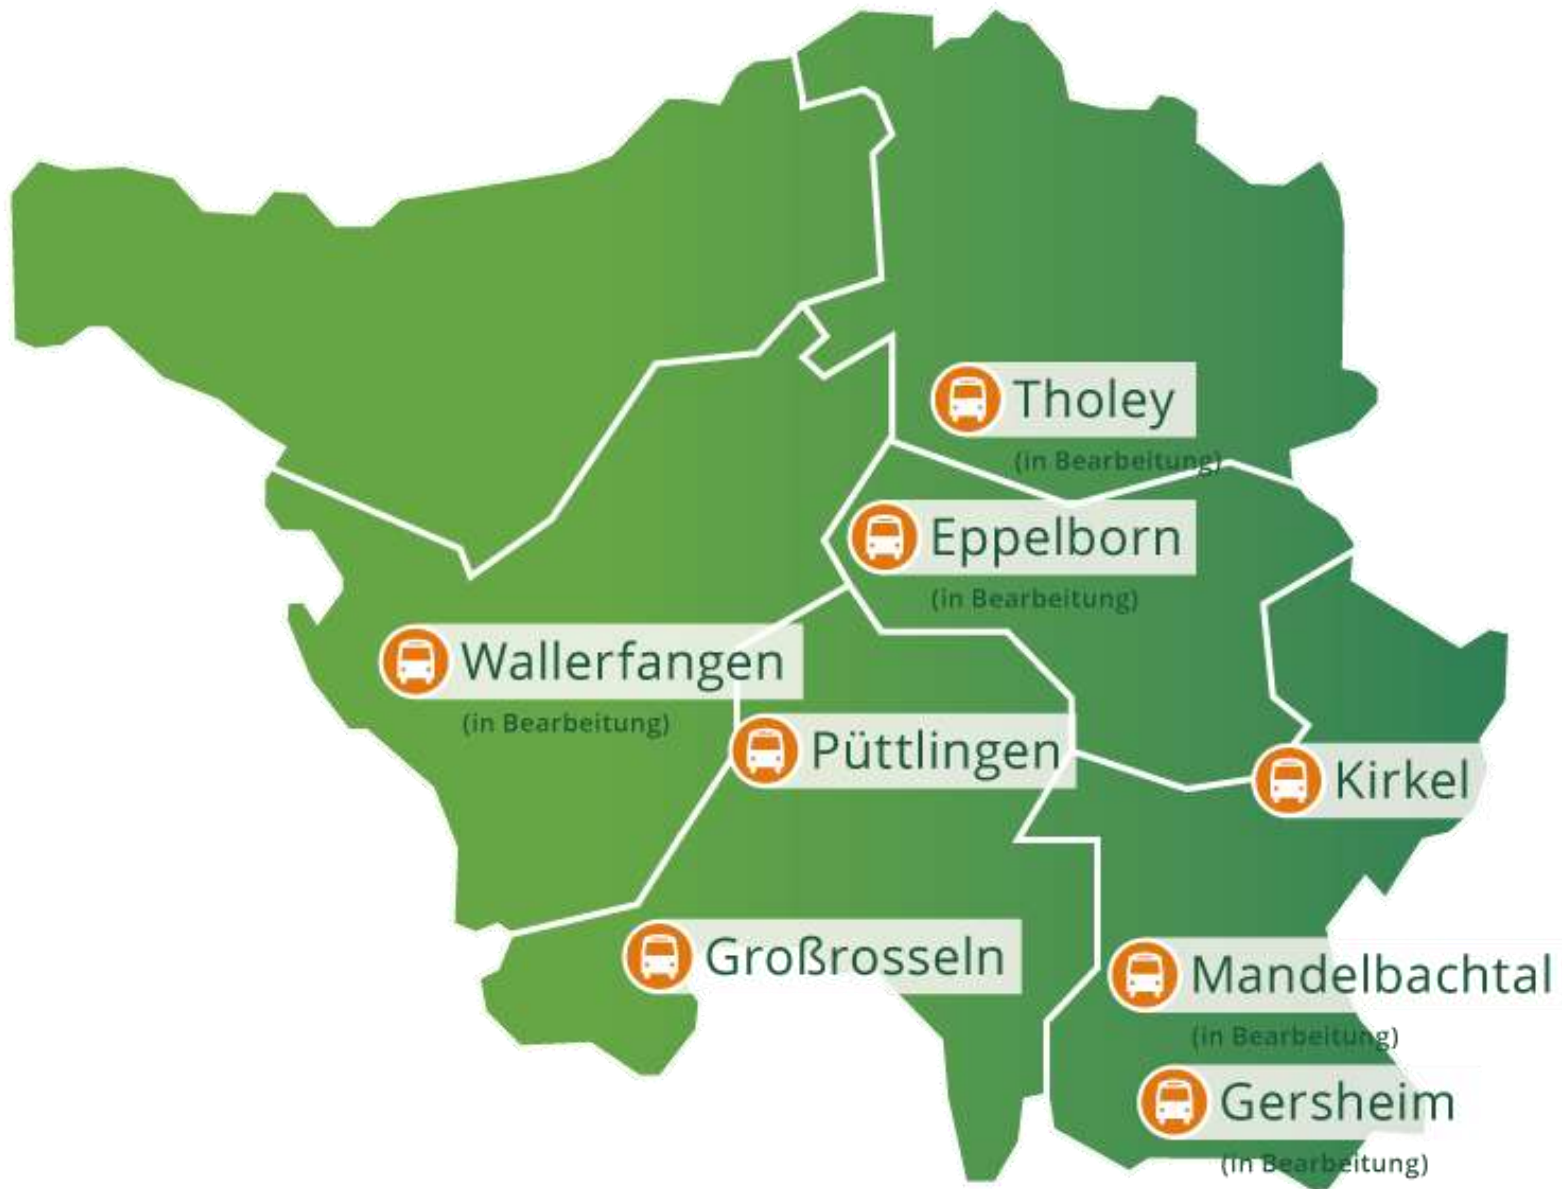 Tholey
(in Bearbeitung)
Eppelborn
(in Bearbeitung)
Wallerfangen
(in Bearbeitung)
Püttlingen
Kirkel
Großrosseln
Mandelbachtal
(in Bearbeitung)
Gersheim
(in Bearbeitung)